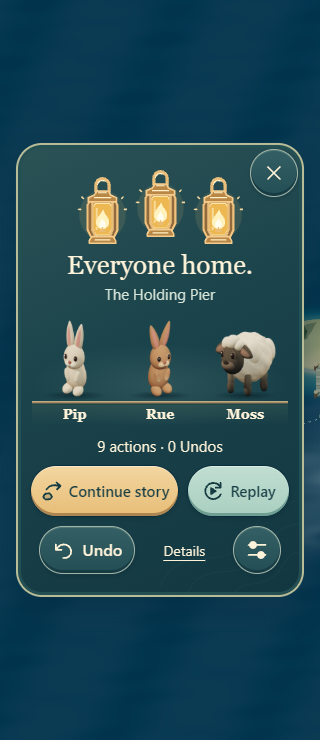 Everyone home.
The Holding Pier
Pip Rue Moss
9 actions · 0 Undos
Continue story Replay
Undo Details